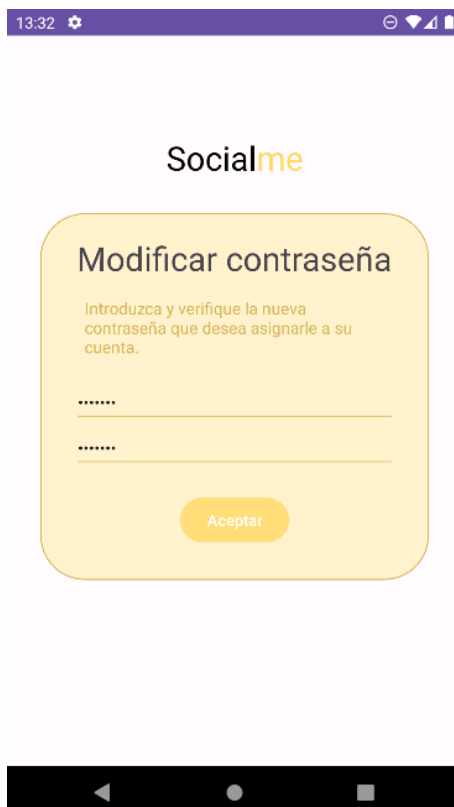 13:32
Socialme
Modificar contraseña
Introduzca y verifique la nueva
contraseña que desea asignarle a su
cuenta.
.......
.......
Aceptar